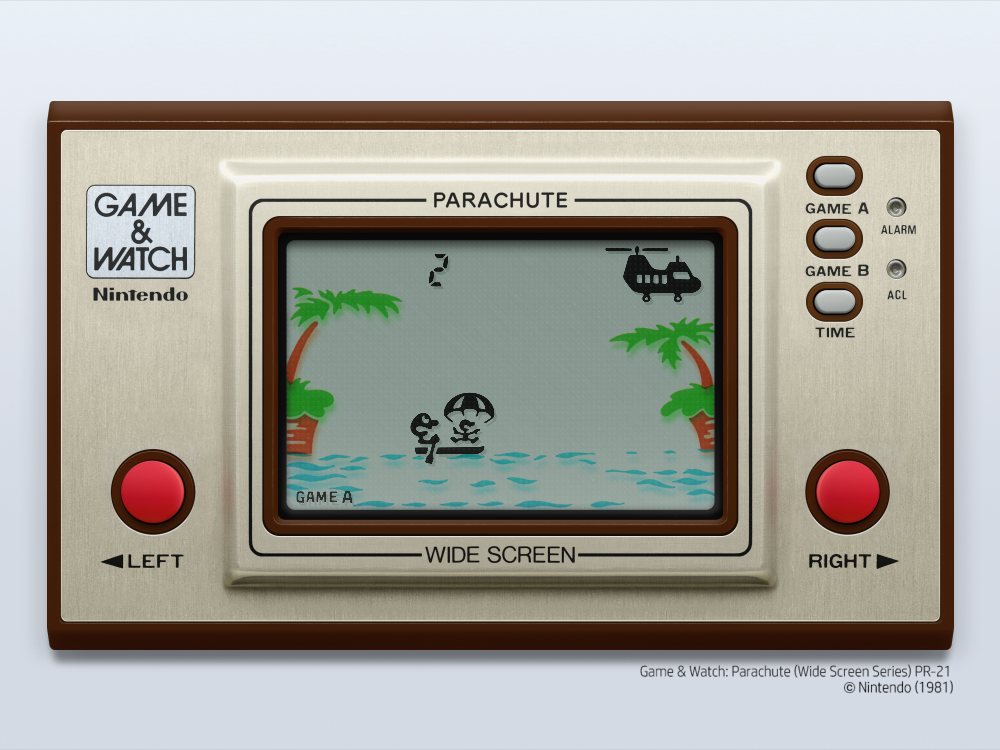 PARACHUTE
GAME
&
WATCH
Nintendo
2
GAME A
ALARM
GAME B
ACL
TIME
GAME A
LEFT
WIDE SCREEN
RIGHT
Game & Watch: Parachute (Wide Screen Series) PR-21
© Nintendo (1981)